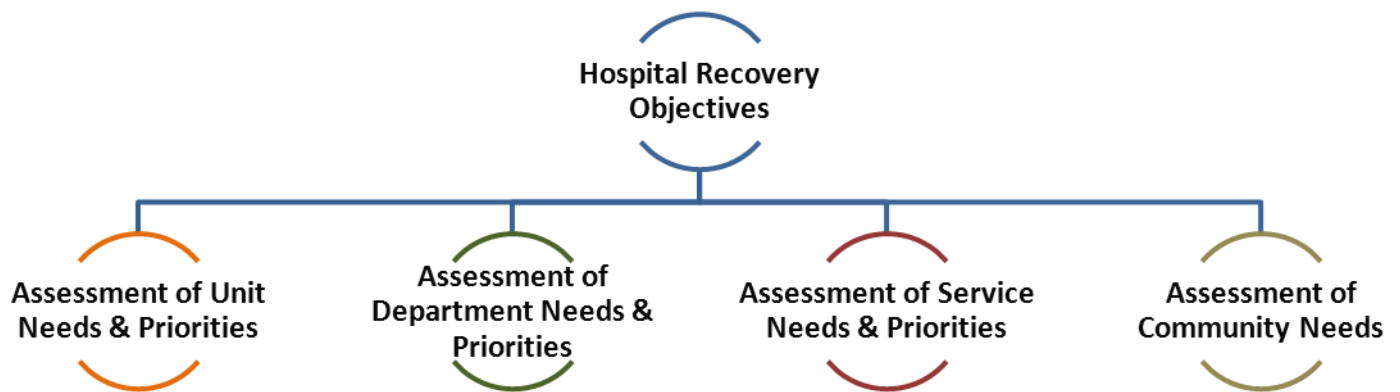 Hospital Recovery
Objectives
Assessment of Unit
Needs & Priorities
Assessment of
Department Needs &
Priorities
Assessment of Service
Needs & Priorities
Assessment of
Community Needs